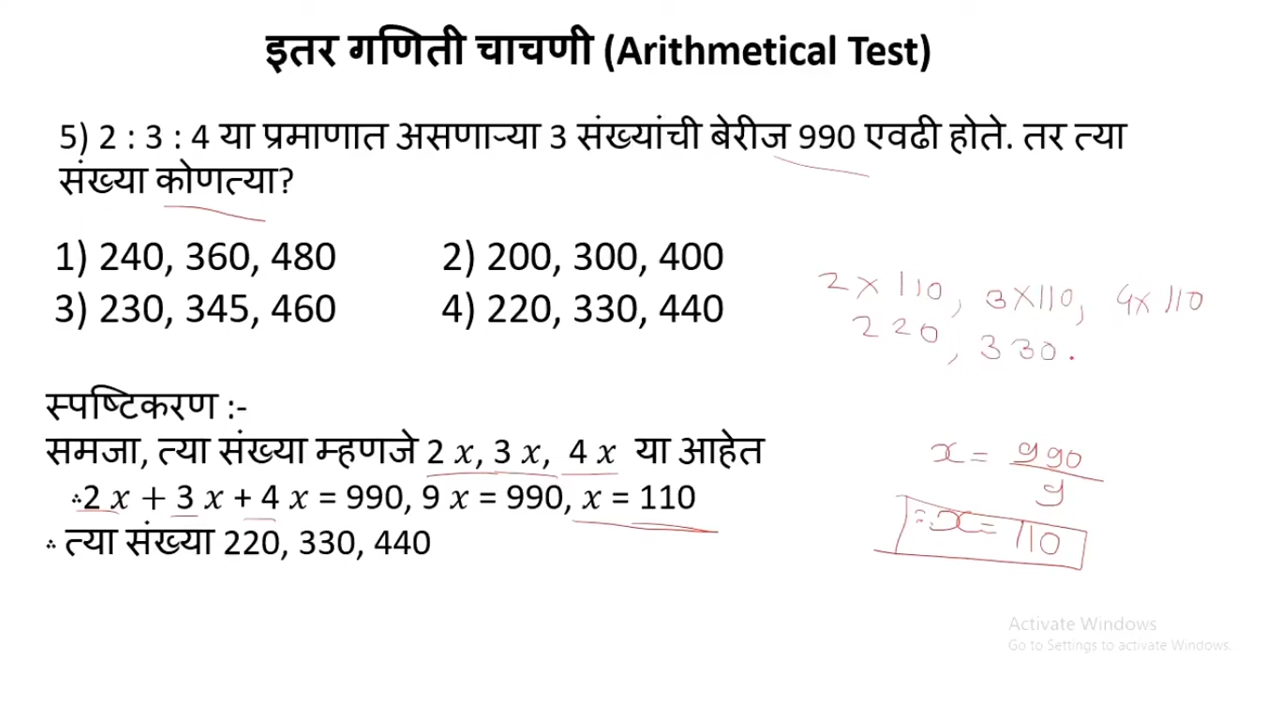 इतर गणिती चाचणी (Arithmetical Test)
5) 2 : 3 : 4 या प्रमाणात असणाऱ्या 3 संख्यांची बेरीज 990 एवढी होते. तर त्या
संख्या कोणत्या?
1) 240, 360, 480 2) 200, 300, 400
3) 230, 345, 460 4) 220, 330, 440
2 x 110, 3 x 110, 4 x 110
220, 330.
स्पष्टिकरण :-
समजा, त्या संख्या म्हणजे 2 x, 3 x, 4 x या आहेत
∴2 x + 3 x + 4 x = 990, 9 x = 990, x = 110
∴ त्या संख्या 220, 330, 440
x = 990
9
∴ x = 110
Activate Windows
Go to Settings to activate Windows.